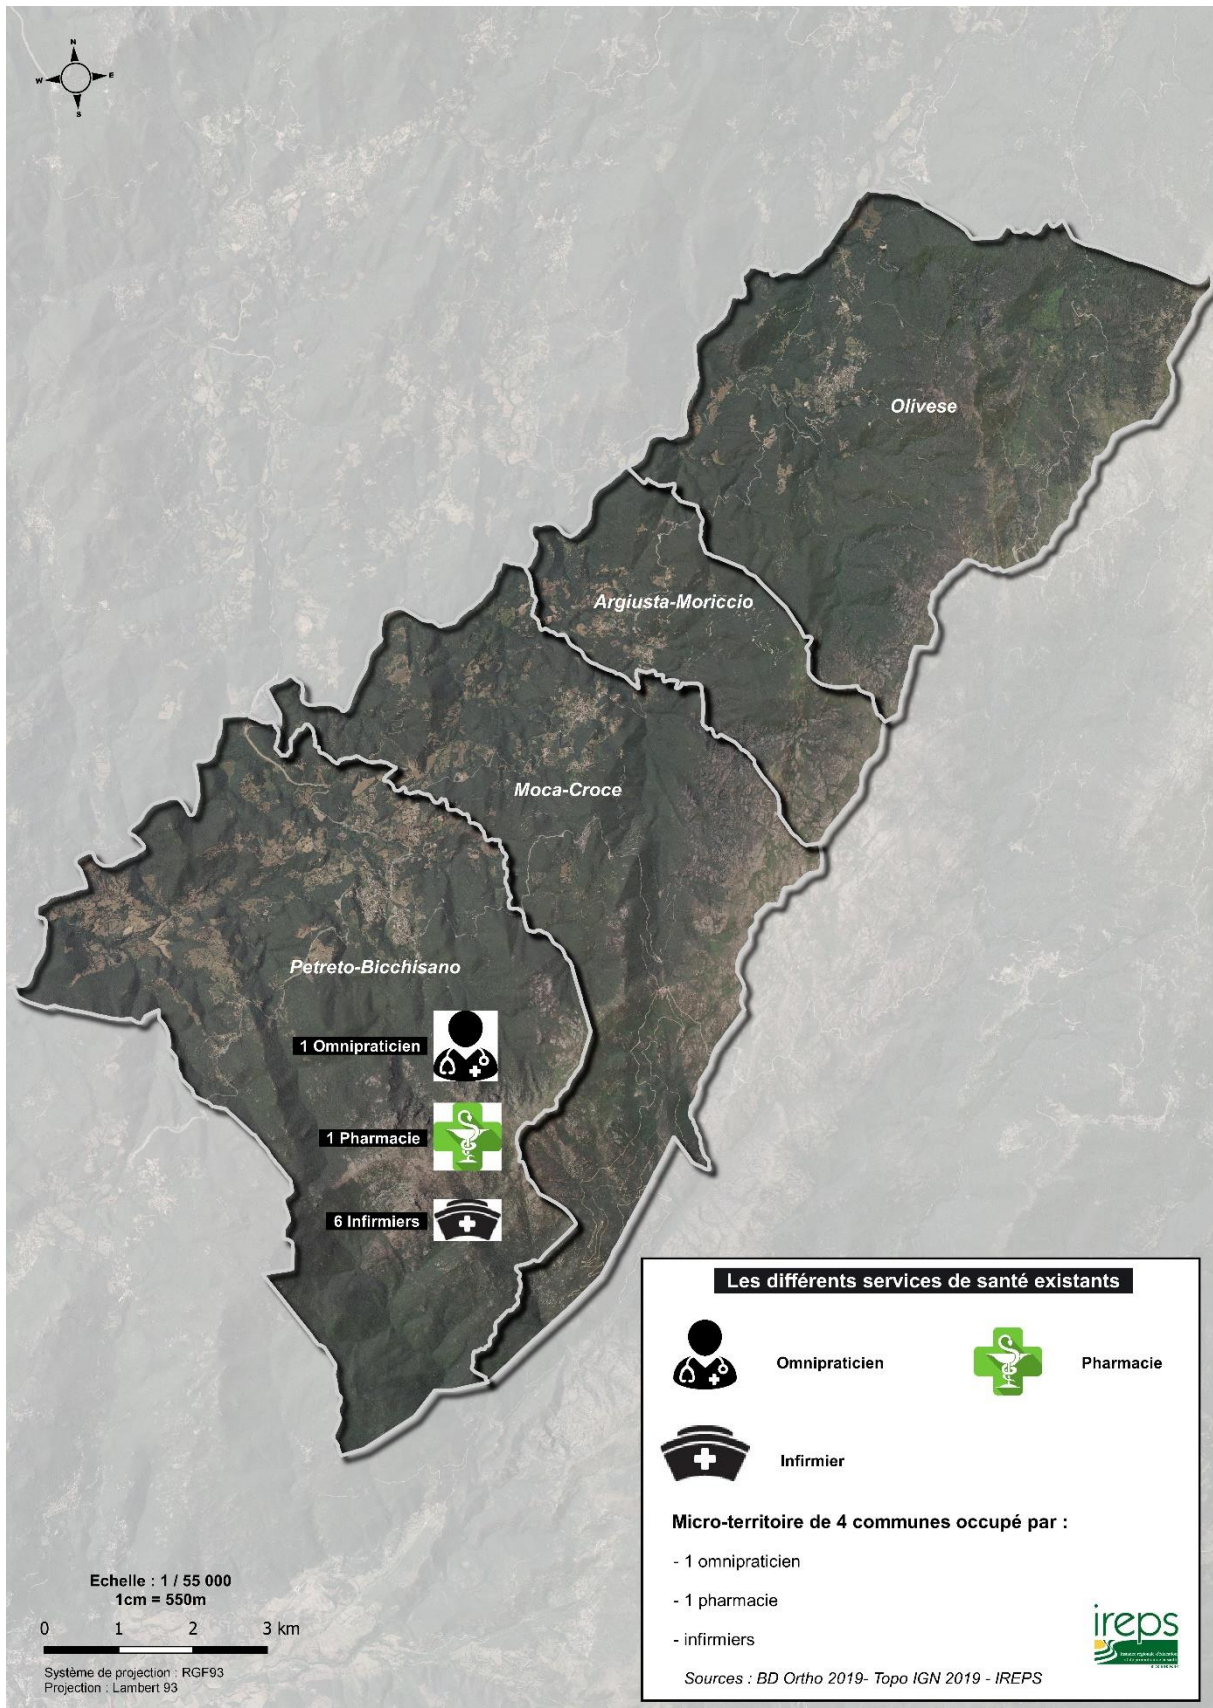 N
W E
S
Olivese
Argiusta-Moriccio
Moca-Croce
Petreto-Bicchisano
1 Omnipraticien
1 Pharmacie
6 Infirmiers
Les différents services de santé existants
Omnipraticien
Pharmacie
Infirmier
Micro-territoire de 4 communes occupé par :
- 1 omnipraticien
- 1 pharmacie
- infirmiers
ireps
Sources : BD Ortho 2019- Topo IGN 2019 - IREPS
Echelle : 1 / 55 000
1cm = 550m
0 1 2 3 km
Système de projection : RGF93
Projection : Lambert 93